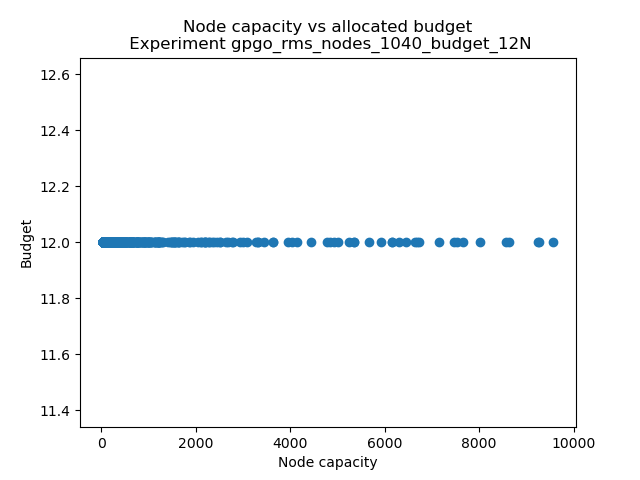 Node capacity vs allocated budget
Experiment gpgo_rms_nodes_1040_budget_12N
12.6
12.4
12.2
12.0
11.8
11.6
11.4
Budget
0 2000 4000 6000 8000 10000
Node capacity